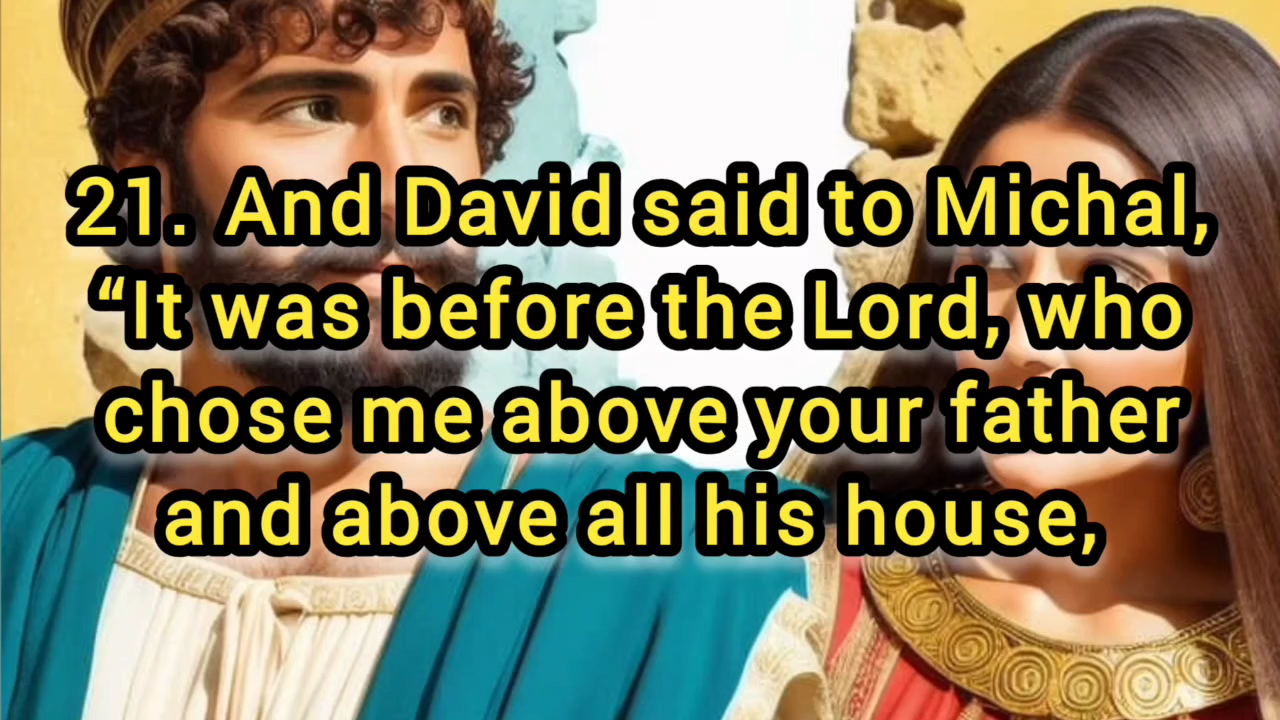 21. And David said to Michal,
“It was before the Lord, who
chose me above your father
and above all his house,